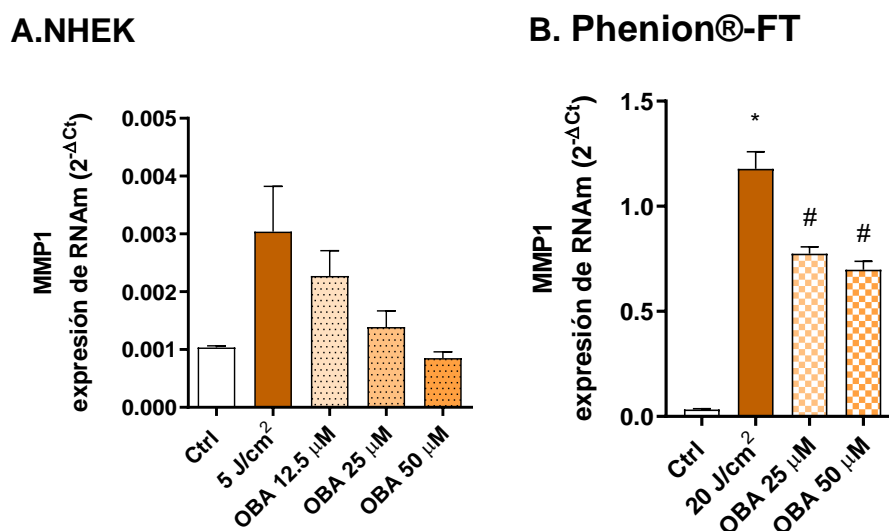 A.NHEK
MMP1
expresión de RNAm (2^-ΔCt)
0.005
0.004
0.003
0.002
0.001
0.000
Ctrl
5 J/cm²
OBA 12.5 μM
OBA 25 μM
OBA 50 μM
B. Phenion®-FT
MMP1
expresión de RNAm (2^-ΔCt)
1.5
1.0
0.5
0.0
*
#
#
Ctrl
20 J/cm²
OBA 25 μM
OBA 50 μM